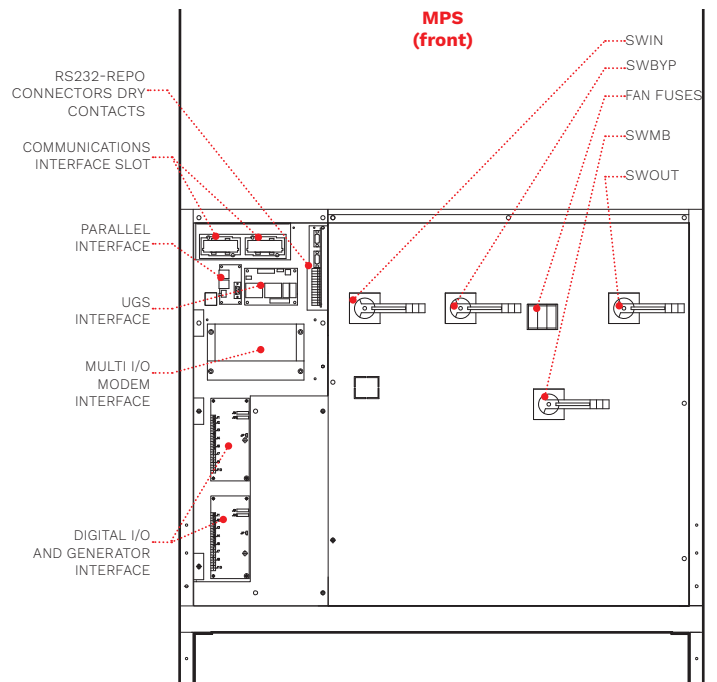 MPS
(front)
RS232-REPO
CONNECTORS DRY
CONTACTS
COMMUNICATIONS
INTERFACE SLOT
PARALLEL
INTERFACE
UGS
INTERFACE
MULTI I/O
MODEM
INTERFACE
DIGITAL I/O
AND GENERATOR
INTERFACE
SWIN
SWBYP
FAN FUSES
SWMB
SWOUT